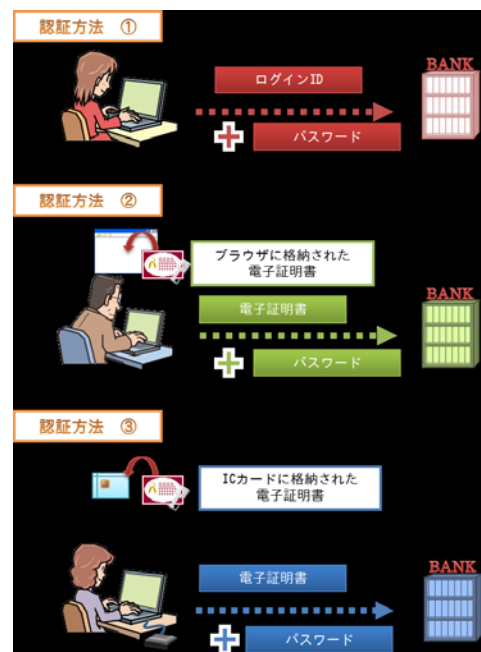 認証方法 ①
BANK
ログインID
パスワード
認証方法 ②
ブラウザに格納された
電子証明書
BANK
電子証明書
パスワード
認証方法 ③
ICカードに格納された
電子証明書
BANK
電子証明書
パスワード